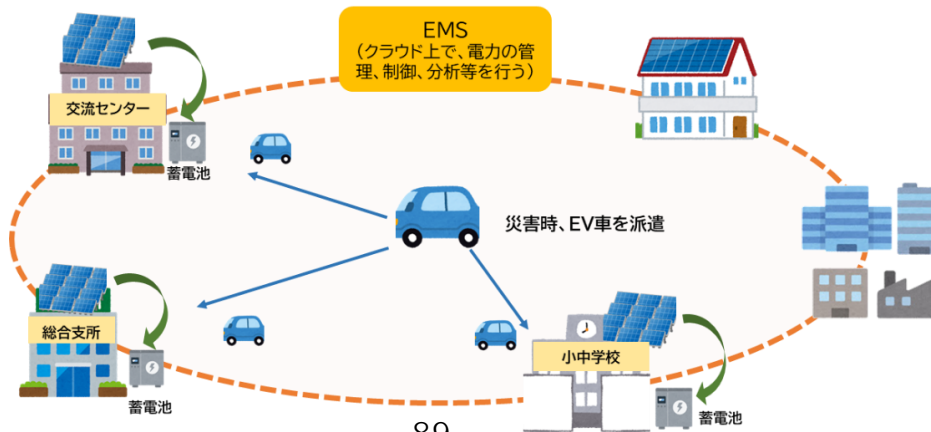 EMS
（クラウド上で、電力の管
理、制御、分析等を行う）
交流センター
蓄電池
災害時、EV車を派遣
総合支所
蓄電池
小中学校
蓄電池
89